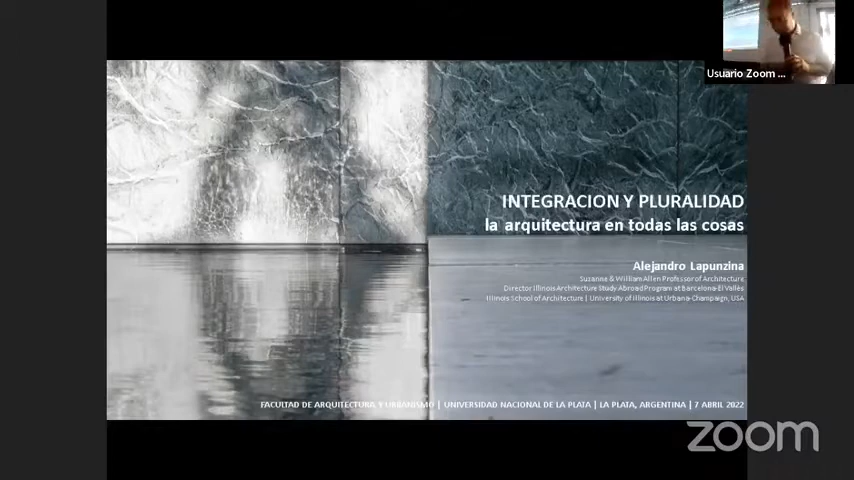 Usuario Zoom ...
INTEGRACION Y PLURALIDAD
la arquitectura en todas las cosas
Alejandro Lapunzina
Suzanne & William Allen Professor of Architecture
Director Illinois Architecture Study Abroad Program at Barcelona-El Vallès
Illinois School of Architecture | University of Illinois at Urbana-Champaign, USA
FACULTAD DE ARQUITECTURA Y URBANISMO | UNIVERSIDAD NACIONAL DE LA PLATA | LA PLATA, ARGENTINA | 7 ABRIL 2022
zoom